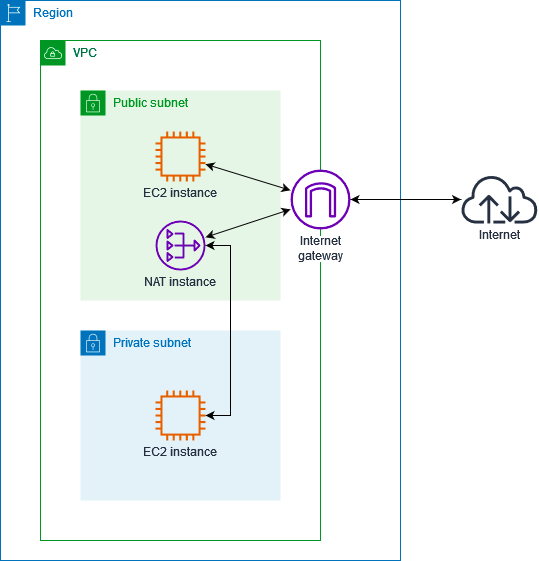 Region
VPC
Public subnet
EC2 instance
NAT instance
Internet
gateway
Internet
Private subnet
EC2 instance